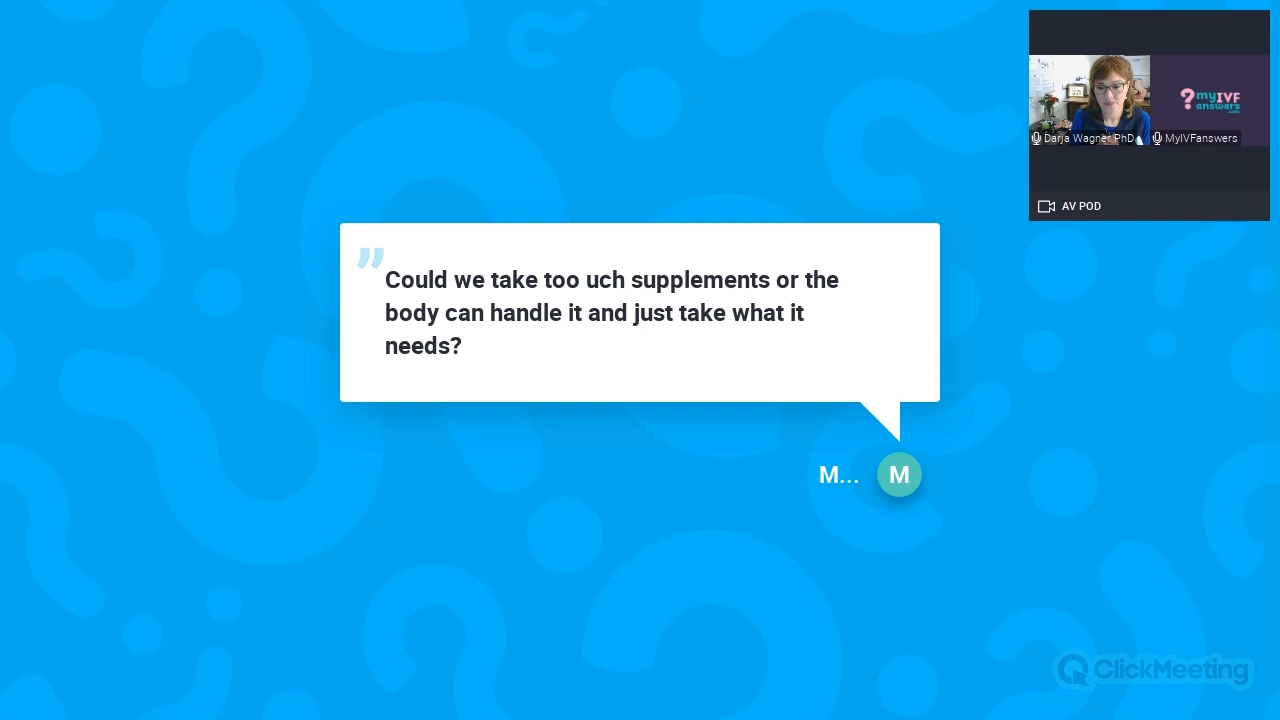 ?myIVF
answers
.com
Darja Wagner PhD
MyIVFanswers
AV POD
”
Could we take too uch supplements or the
body can handle it and just take what it
needs?
M...
M
ClickMeeting